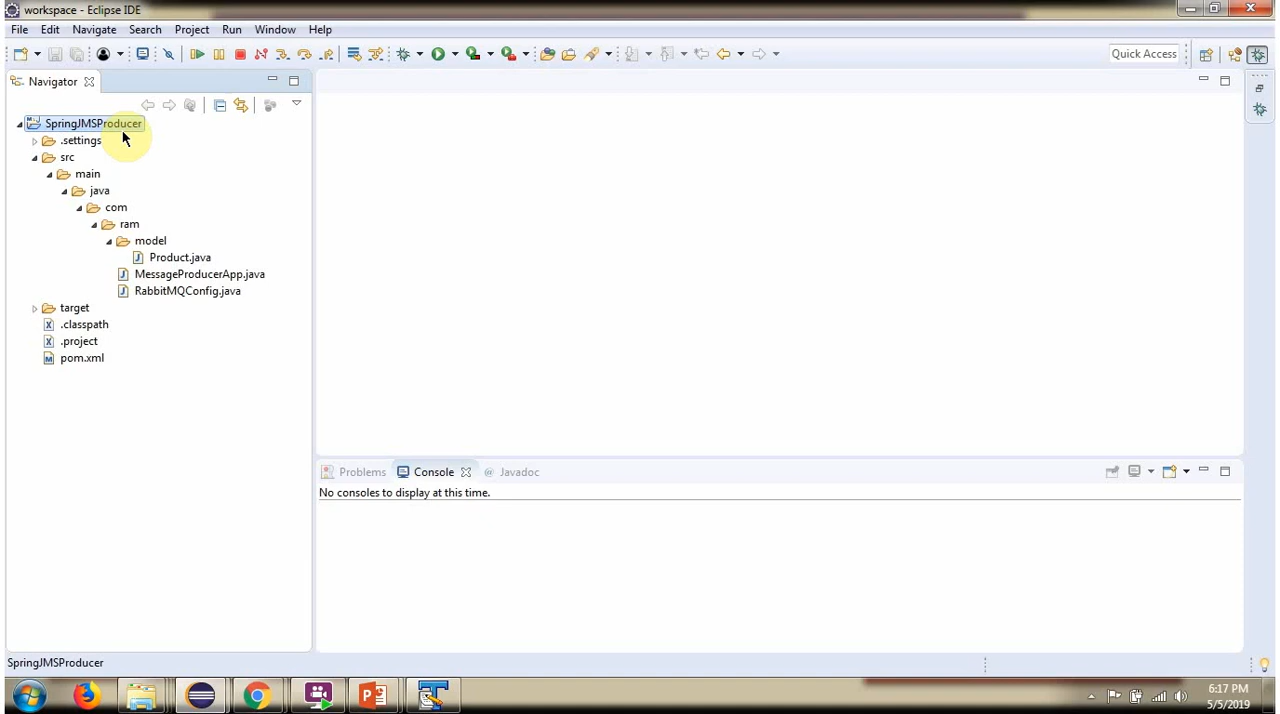 workspace - Eclipse IDE
File Edit Navigate Search Project Run Window Help
Quick Access
Navigator
SpringJMSProducer
.settings
src
main
java
com
ram
model
Product.java
MessageProducerApp.java
RabbitMQConfig.java
target
.classpath
.project
pom.xml
Problems Console Javadoc
No consoles to display at this time.
SpringJMSProducer
6:17 PM
5/5/2019